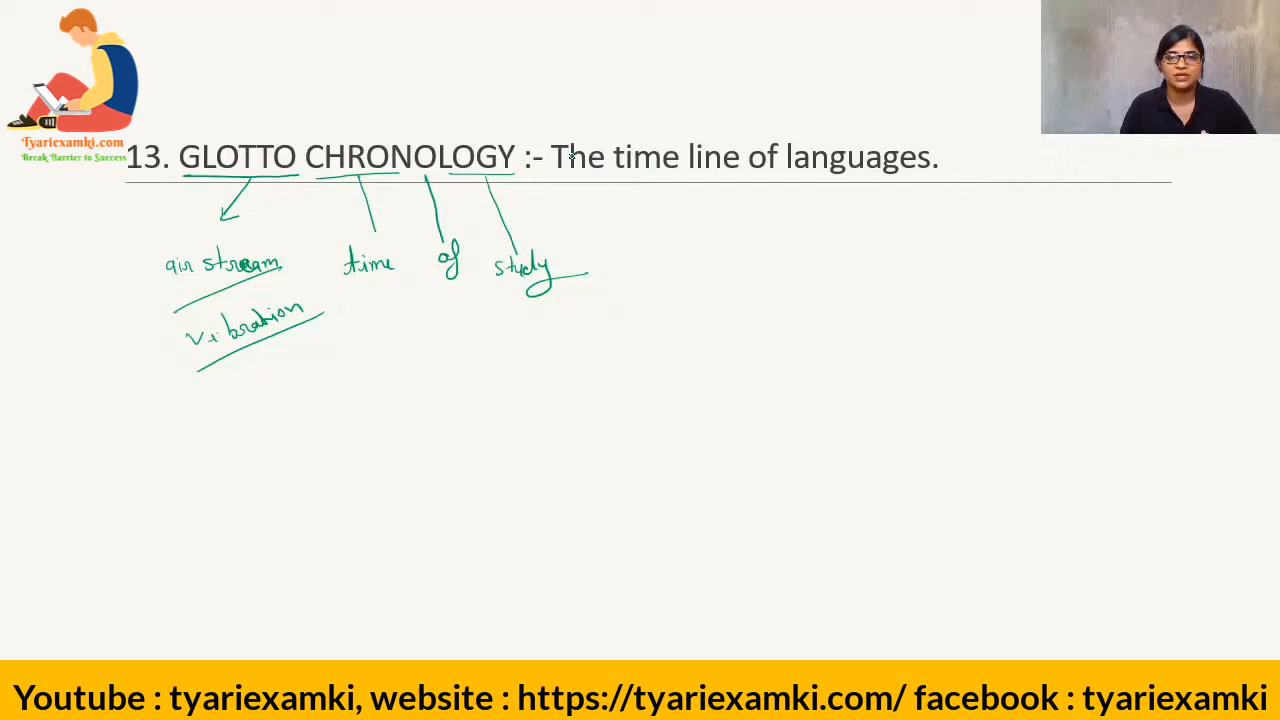 Tyariexamki.com
Break Barrier to Success
13. GLOTTO CHRONOLOGY :- The time line of languages.
air stream time of study
vibration
Youtube : tyariexamki, website : https://tyariexamki.com/ facebook : tyariexamki